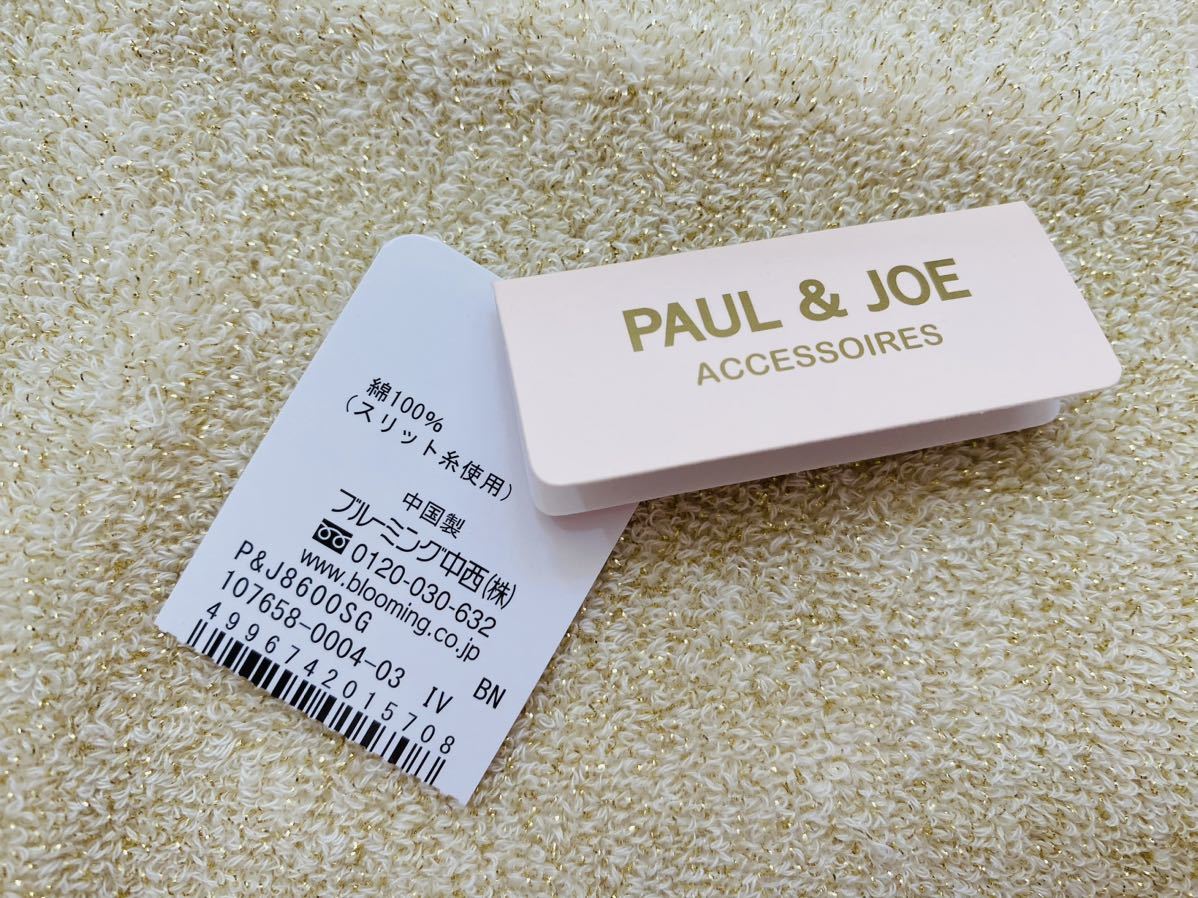 PAUL & JOE
ACCESSOIRES
綿100%
(スリット糸使用)
中国製
ブルーミング中西(株)
0120-030-632
www.blooming.co.jp
P&J8600SG BN
107658-0004-03 IV
4996742015708